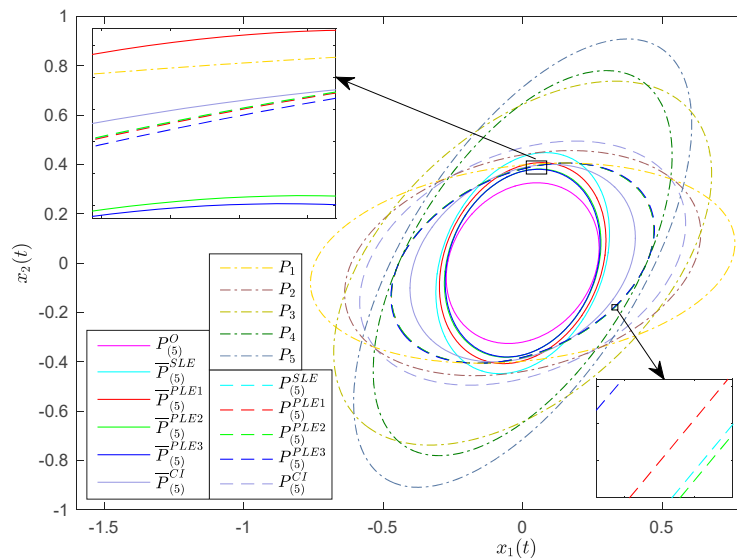 1
0.8
0.6
0.4
0.2
0
-0.2
-0.4
-0.6
-0.8
-1
x₂(t)
-1.5
-1
-0.5
0
0.5
x₁(t)
P₁
P₂
P₃
P₄
P₅
P₍₅₎ᴼ
P̅₍₅₎^SLE
P̅₍₅₎^PLE1
P̅₍₅₎^PLE2
P̅₍₅₎^PLE3
P̅₍₅₎^CI
P₍₅₎^SLE
P₍₅₎^PLE1
P₍₅₎^PLE2
P₍₅₎^PLE3
P₍₅₎^CI